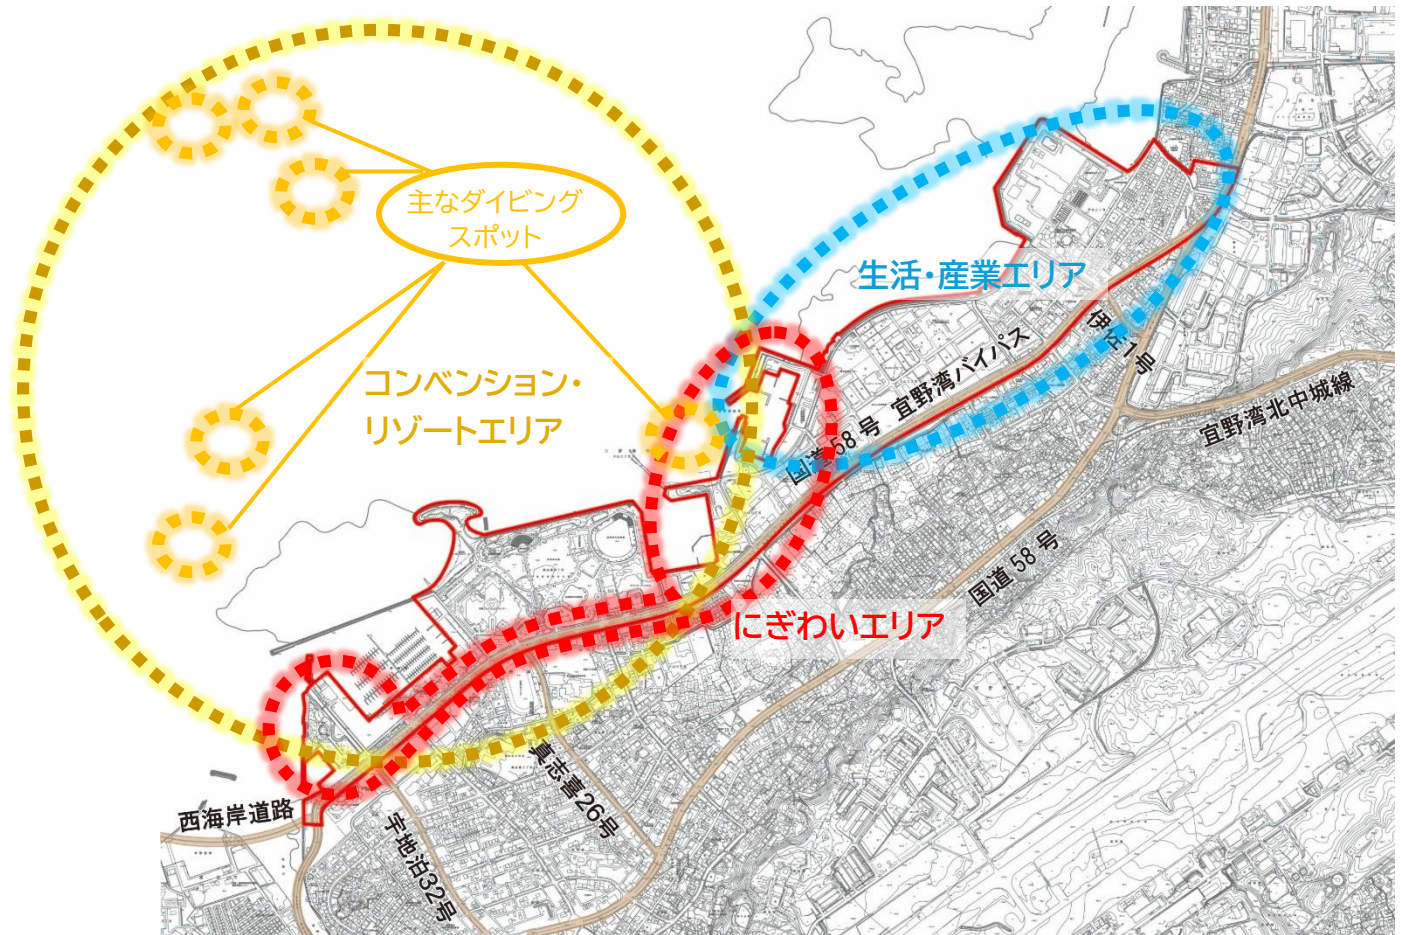 主なダイビング
スポット
生活・産業エリア
コンベンション・
リゾートエリア
伊佐1号
国道 58 号 宜野湾バイパス
宜野湾北中城線
国道 58 号
にぎわいエリア
真志喜26号
西海岸道路
宇地泊32号